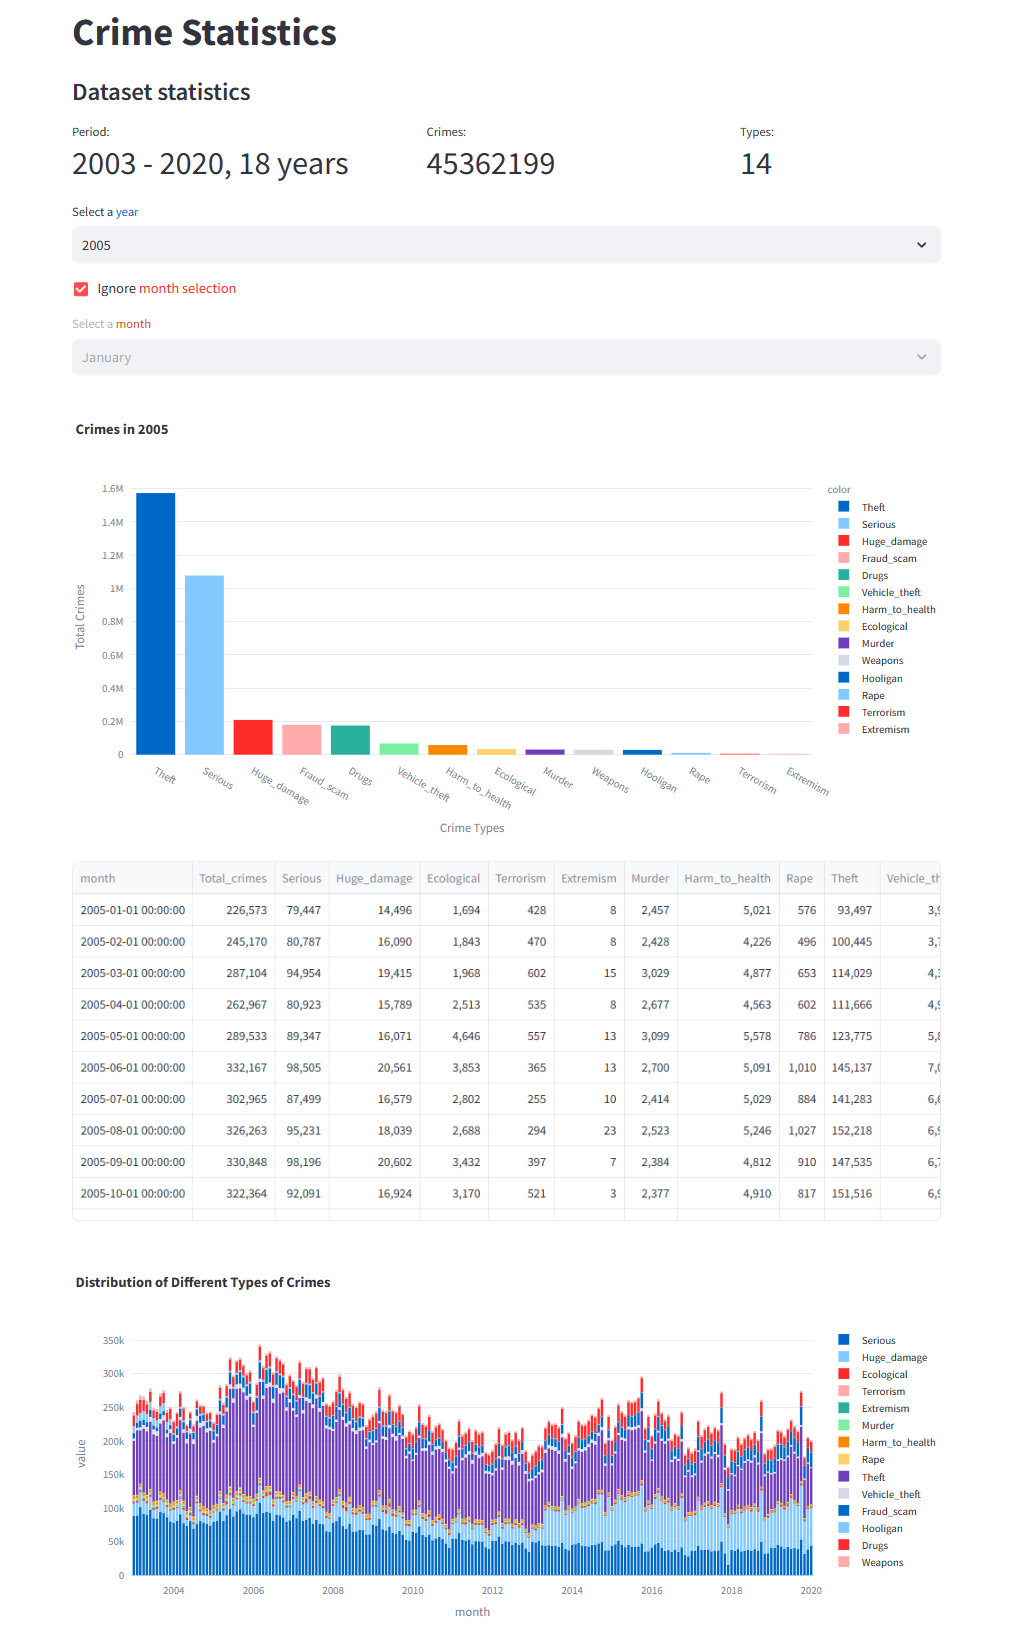 Crime Statistics
Dataset statistics
Period: Crimes: Types:
2003 - 2020, 18 years 45362199 14
Select a year
2005
Ignore month selection
Select a month
January
Crimes in 2005
color
1.6M
1.4M
1.2M
1M
0.8M
0.6M
0.4M
0.2M
0
Total Crimes
Theft
Serious
Huge_damage
Fraud_scam
Drugs
Vehicle_theft
Harm_to_health
Ecological
Murder
Weapons
Hooligan
Rape
Terrorism
Extremism
Theft Serious Huge_damage Fraud_scam Drugs Vehicle_theft Harm_to_health Ecological Murder Weapons Hooligan Rape Terrorism Extremism
Crime Types
month Total_crimes Serious Huge_damage Ecological Terrorism Extremism Murder Harm_to_health Rape Theft Vehicle_th
2005-01-01 00:00:00 226,573 79,447 14,496 1,694 428 8 2,457 5,021 576 93,497 3,9
2005-02-01 00:00:00 245,170 80,787 16,090 1,843 470 8 2,428 4,226 496 100,445 3,7
2005-03-01 00:00:00 287,104 94,954 19,415 1,968 602 15 3,029 4,877 653 114,029 4,3
2005-04-01 00:00:00 262,967 80,923 15,789 2,513 535 8 2,677 4,563 602 111,666 4,9
2005-05-01 00:00:00 289,533 89,347 16,071 4,646 557 13 3,099 5,578 786 123,775 5,8
2005-06-01 00:00:00 332,167 98,505 20,561 3,853 365 13 2,700 5,091 1,010 145,137 7,0
2005-07-01 00:00:00 302,965 87,499 16,579 2,802 255 10 2,414 5,029 884 141,283 6,6
2005-08-01 00:00:00 326,263 95,231 18,039 2,688 294 23 2,523 5,246 1,027 152,218 6,9
2005-09-01 00:00:00 330,848 98,196 20,602 3,432 397 7 2,384 4,812 910 147,535 6,7
2005-10-01 00:00:00 322,364 92,091 16,924 3,170 521 3 2,377 4,910 817 151,516 6,9
Distribution of Different Types of Crimes
350k
300k
250k
200k
150k
100k
50k
0
value
2004 2006 2008 2010 2012 2014 2016 2018 2020
month
Serious
Huge_damage
Ecological
Terrorism
Extremism
Murder
Harm_to_health
Rape
Theft
Vehicle_theft
Fraud_scam
Hooligan
Drugs
Weapons